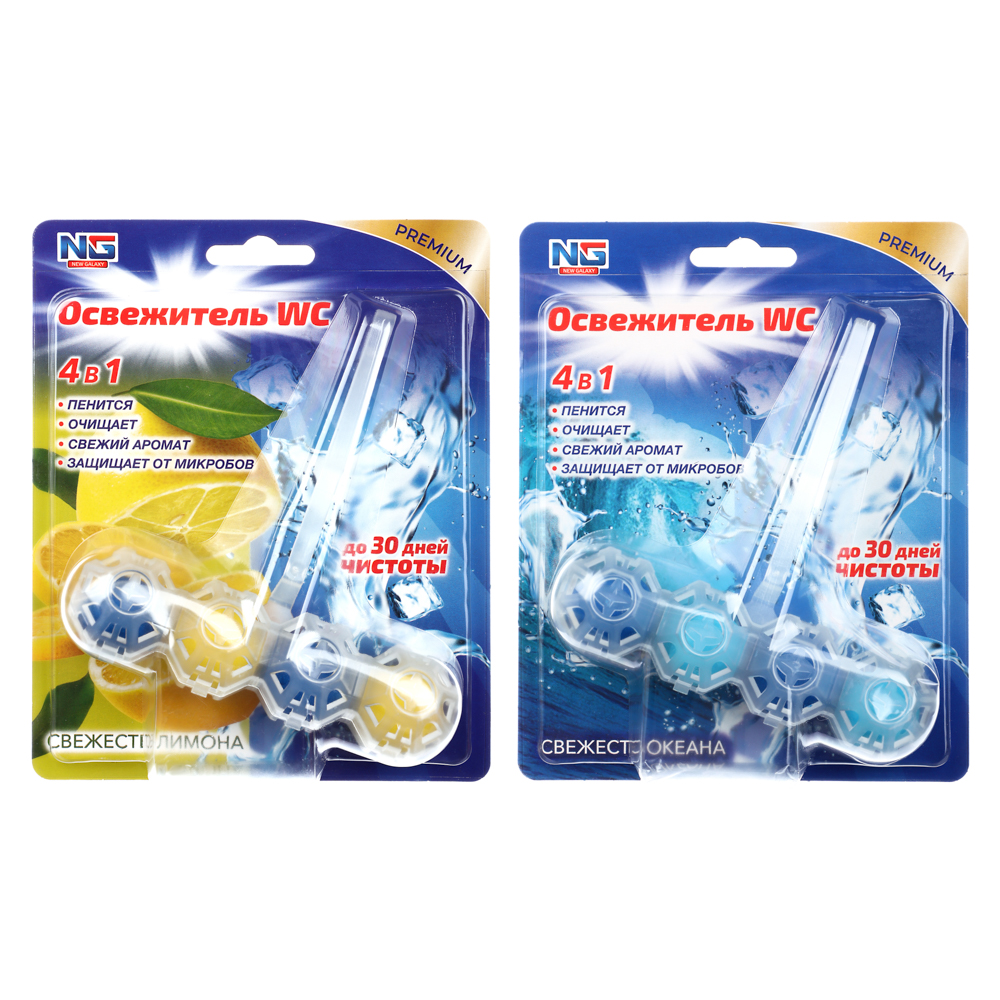 NG
NEW GALAXY
PREMIUM
Освежитель WC
4 в 1
• ПЕНИТСЯ
• ОЧИЩАЕТ
• СВЕЖИЙ АРОМАТ
• ЗАЩИЩАЕТ ОТ МИКРОБОВ
до 30 дней
чистоты
СВЕЖЕСТЬ ЛИМОНА
NG
NEW GALAXY
PREMIUM
Освежитель WC
4 в 1
• ПЕНИТСЯ
• ОЧИЩАЕТ
• СВЕЖИЙ АРОМАТ
• ЗАЩИЩАЕТ ОТ МИКРОБОВ
до 30 дней
чистоты
СВЕЖЕСТЬ ОКЕАНА